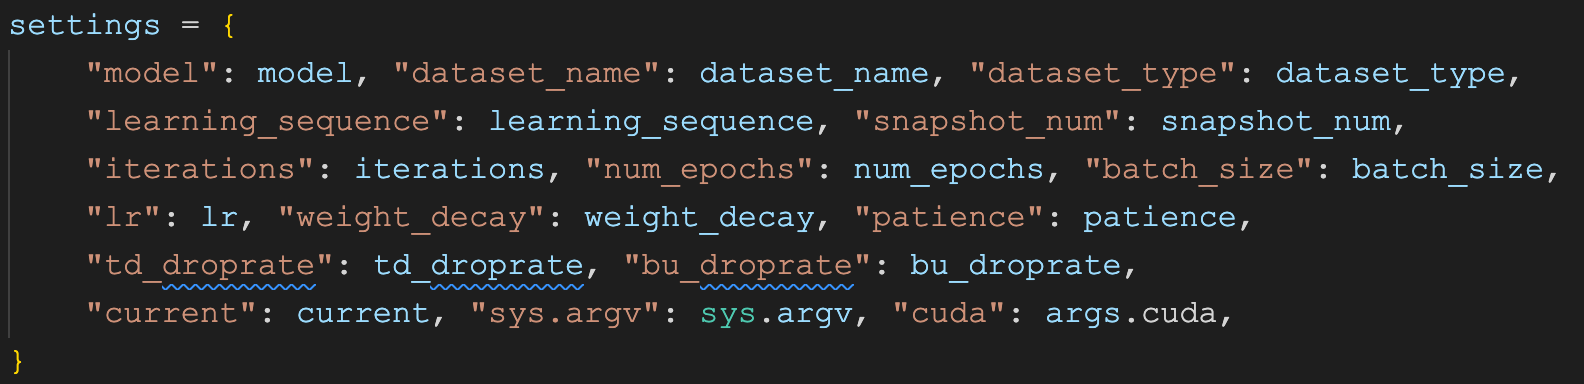 settings = {
"model": model, "dataset_name": dataset_name, "dataset_type": dataset_type,
"learning_sequence": learning_sequence, "snapshot_num": snapshot_num,
"iterations": iterations, "num_epochs": num_epochs, "batch_size": batch_size,
"lr": lr, "weight_decay": weight_decay, "patience": patience,
"td_droprate": td_droprate, "bu_droprate": bu_droprate,
"current": current, "sys.argv": sys.argv, "cuda": args.cuda,
}